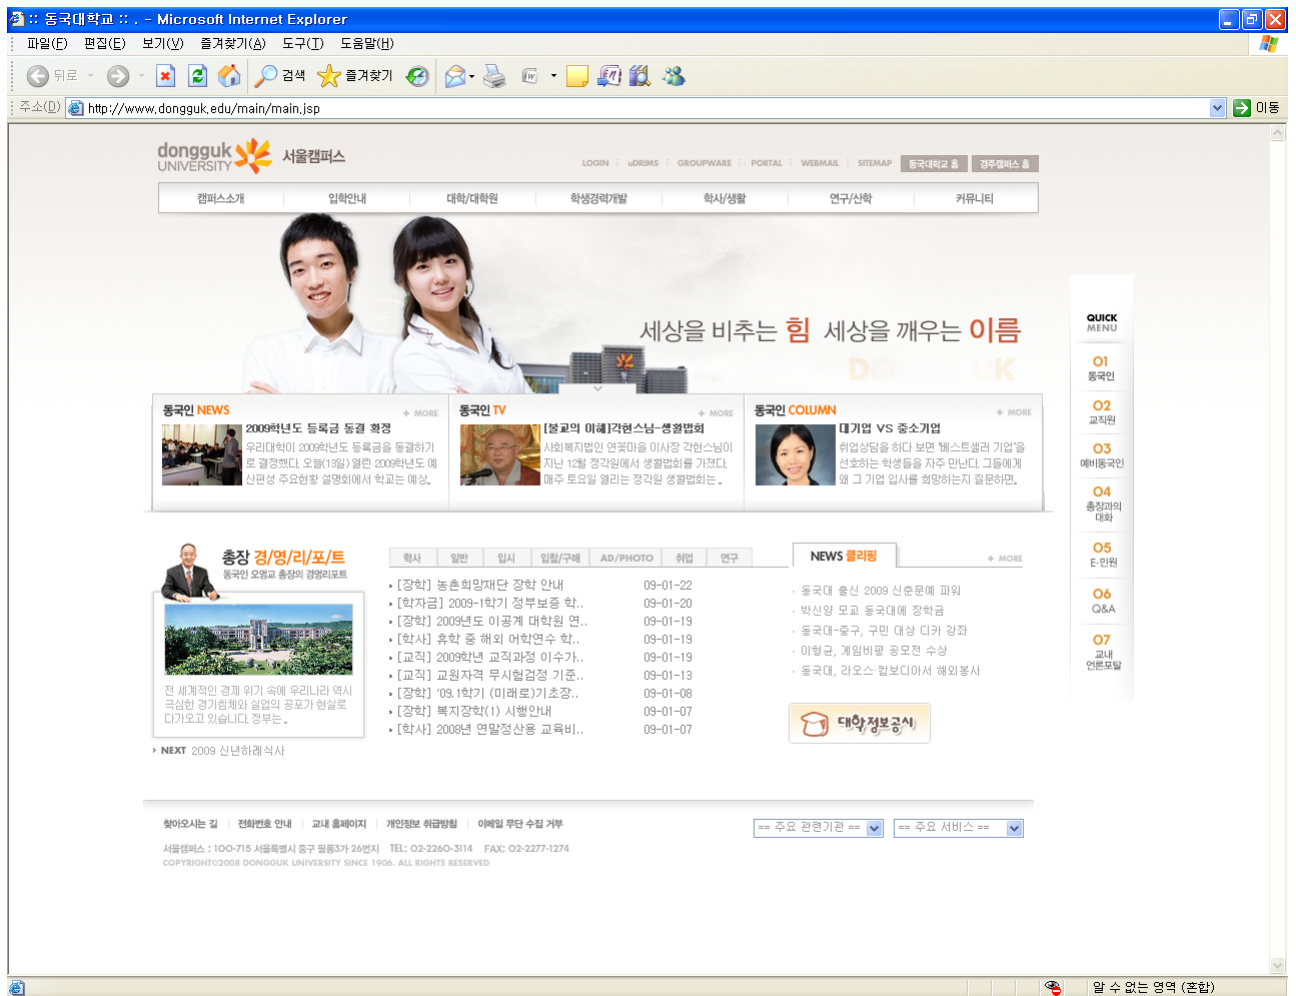 :: 동국대학교 :: . - Microsoft Internet Explorer
파일(F) 편집(E) 보기(V) 즐겨찾기(A) 도구(T) 도움말(H)
뒤로 검색 즐겨찾기
주소(D) http://www.dongguk.edu/main/main.jsp 이동
dongguk UNIVERSITY 서울캠퍼스
LOGIN uDRIMS GROUPWARE PORTAL WEBMAIL SITEMAP 동국대학교 홈 경주캠퍼스 홈
캠퍼스소개 입학안내 대학/대학원 학생경력개발 학사/생활 연구/산학 커뮤니티
세상을 비추는 힘 세상을 깨우는 이름
DO UK
QUICK
MENU
01
동국인
02
교직원
03
예비동국인
04
총장과의
대화
05
E-민원
06
Q&A
07
교내
언론포탈
동국인 NEWS + MORE
2009학년도 등록금 동결 확정
우리대학이 2009학년도 등록금을 동결하기
로 결정했다. 오늘(13일) 열린 2009학년도 예
산편성 주요현황 설명회에서 학교는 예상..
동국인 TV + MORE
[불교의 이해]각현스님-생활법회
사회복지법인 연꽃마을 이사장 각현스님이
지난 12월 정각원에서 생활법회를 가졌다.
매주 토요일 열리는 정각원 생활법회는 ..
동국인 COLUMN + MORE
대기업 VS 중소기업
취업상담을 하다 보면 '베스트셀러 기업'을
선호하는 학생들을 자주 만난다. 그들에게
왜 그 기업 입사를 희망하는지 질문하면..
총장 경/영/리/포/트
동국인 오영교 총장의 경영리포트
전 세계적인 경제 위기 속에 우리나라 역시
극심한 경기침체와 실업의 공포가 현실로
다가오고 있습니다. 정부는 ..
NEXT 2009 신년하례식사
학사 일반 입시 입찰/구매 AD/PHOTO 취업 연구
[장학] 농촌희망재단 장학 안내 09-01-22
[학자금] 2009-1학기 정부보증 학.. 09-01-20
[장학] 2009년도 이공계 대학원 연.. 09-01-19
[학사] 휴학 중 해외 어학연수 학.. 09-01-19
[교직] 2009학년 교직과정 이수가.. 09-01-19
[교직] 교원자격 무시험검정 기준.. 09-01-13
[장학] '09.1학기 (미래로)기초장.. 09-01-08
[장학] 복지장학(1) 시행안내 09-01-07
[학사] 2008년 연말정산용 교육비.. 09-01-07
NEWS 클리핑 + MORE
동국대 출신 2009 신춘문예 파워
박신양 모교 동국대에 장학금
동국대-중구, 구민 대상 디카 강좌
이형균, 게임비평 공모전 수상
동국대, 라오스·캄보디아서 해외봉사
대학정보공시
찾아오시는 길 전화번호 안내 교내 홈페이지 개인정보 취급방침 이메일 무단 수집 거부
== 주요 관련기관 == == 주요 서비스 ==
서울캠퍼스 : 100-715 서울특별시 중구 필동3가 26번지 TEL: 02-2260-3114 FAX: 02-2277-1274
COPYRIGHT©2008 DONGGUK UNIVERSITY SINCE 1906. ALL RIGHTS RESERVED
알 수 없는 영역 (혼합)